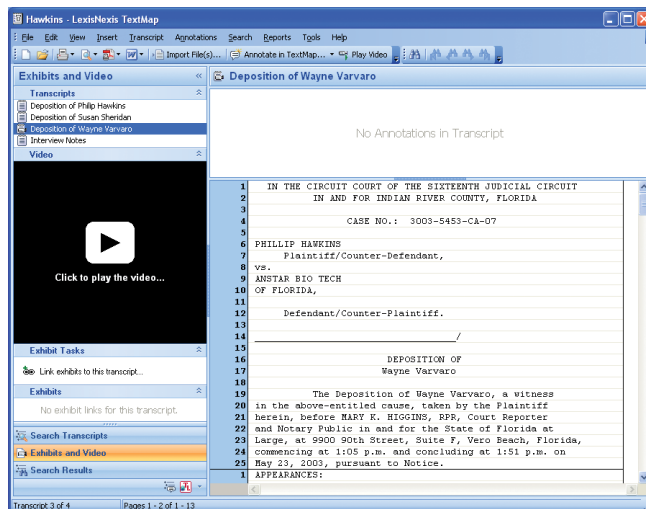 Hawkins - LexisNexis TextMap
File Edit View Insert Transcript Annotations Search Reports Tools Help
Import File(s)... Annotate in TextMap... Play Video
Exhibits and Video «
Transcripts
Deposition of Philip Hawkins
Deposition of Susan Sheridan
Deposition of Wayne Varvaro
Interview Notes
Video
Click to play the video...
Exhibit Tasks
Link exhibits to this transcript...
Exhibits
No exhibit links for this transcript.
Search Transcripts
Exhibits and Video
Search Results
Deposition of Wayne Varvaro
No Annotations in Transcript
1 IN THE CIRCUIT COURT OF THE SIXTEENTH JUDICIAL CIRCUIT
2 IN AND FOR INDIAN RIVER COUNTY, FLORIDA
3
4 CASE NO.: 3003-5453-CA-07
5
6 PHILLIP HAWKINS
7 Plaintiff/Counter-Defendant,
8 vs.
9 ANSTAR BIO TECH
10 OF FLORIDA,
11
12 Defendant/Counter-Plaintiff.
13
14 ______________________________/
15
16 DEPOSITION OF
17 Wayne Varvaro
18
19 The Deposition of Wayne Varvaro, a witness
20 in the above-entitled cause, taken by the Plaintiff
21 herein, before MARY K. HIGGINS, RPR, Court Reporter
22 and Notary Public in and for the State of Florida at
23 Large, at 9900 90th Street, Suite F, Vero Beach, Florida,
24 commencing at 1:05 p.m. and concluding at 1:51 p.m. on
25 May 23, 2003, pursuant to Notice.
1 APPEARANCES:
Transcript 3 of 4 Pages 1 - 2 of 1 - 13